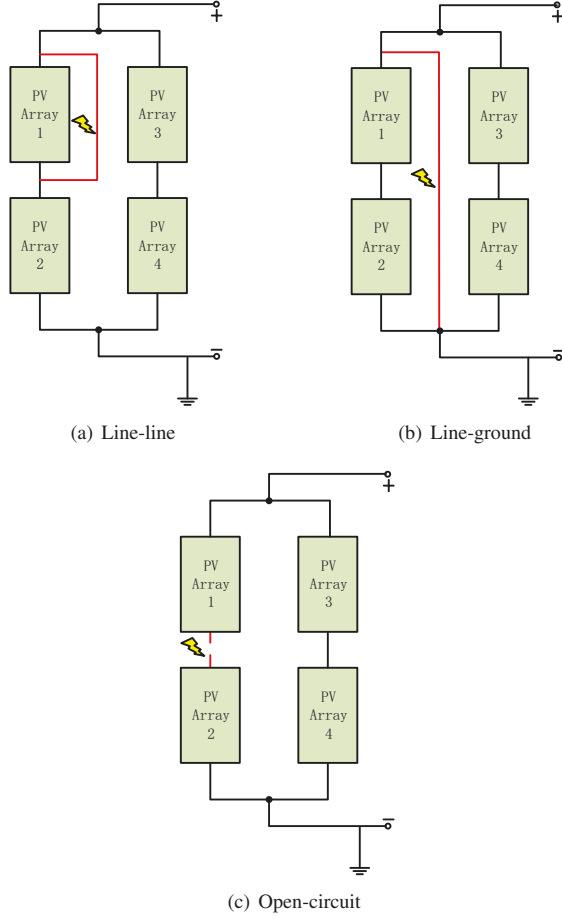 +
PV
Array
1
PV
Array
3
PV
Array
2
PV
Array
4
−
(a) Line-line
+
PV
Array
1
PV
Array
3
PV
Array
2
PV
Array
4
−
(b) Line-ground
+
PV
Array
1
PV
Array
3
PV
Array
2
PV
Array
4
−
(c) Open-circuit